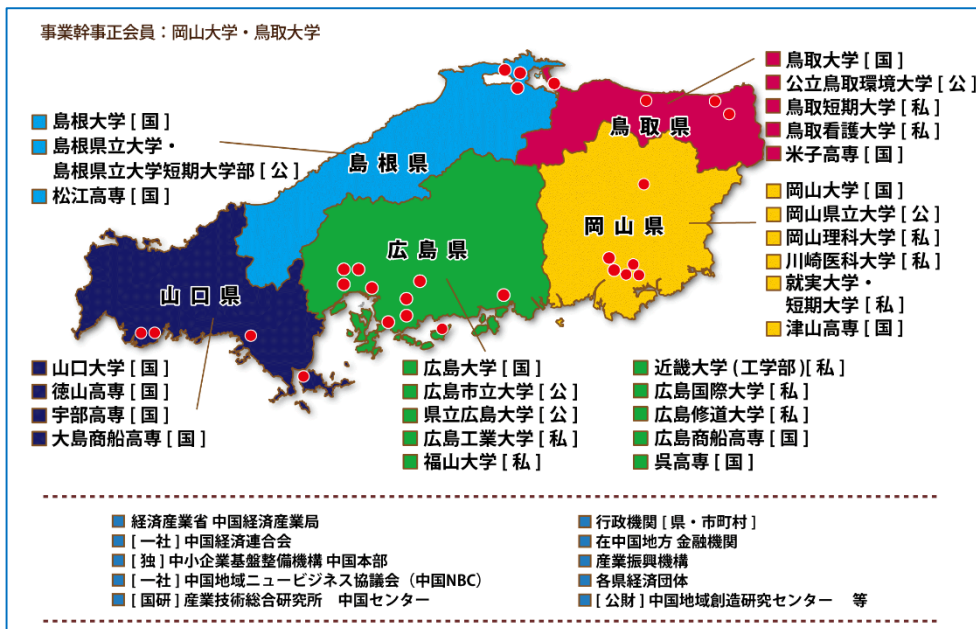 事業幹事正会員：岡山大学・鳥取大学
島根大学 [ 国 ]
島根県立大学・
島根県立大学短期大学部 [ 公 ]
松江高専 [ 国 ]
島根県
鳥取県
鳥取大学 [ 国 ]
公立鳥取環境大学 [ 公 ]
鳥取短期大学 [ 私 ]
鳥取看護大学 [ 私 ]
米子高専 [ 国 ]
岡山県
岡山大学 [ 国 ]
岡山県立大学 [ 公 ]
岡山理科大学 [ 私 ]
川崎医科大学 [ 私 ]
就実大学・
短期大学 [ 私 ]
津山高専 [ 国 ]
広島県
山口県
山口大学 [ 国 ]
徳山高専 [ 国 ]
宇部高専 [ 国 ]
大島商船高専 [ 国 ]
広島大学 [ 国 ]
広島市立大学 [ 公 ]
県立広島大学 [ 公 ]
広島工業大学 [ 私 ]
福山大学 [ 私 ]
近畿大学 ( 工学部 )[ 私 ]
広島国際大学 [ 私 ]
広島修道大学 [ 私 ]
広島商船高専 [ 国 ]
呉高専 [ 国 ]
経済産業省 中国経済産業局
[ 一社 ] 中国経済連合会
[ 独 ] 中小企業基盤整備機構 中国本部
[ 一社 ] 中国地域ニュービジネス協議会（中国NBC）
[ 国研 ] 産業技術総合研究所　中国センター
行政機関 [ 県・市町村 ]
在中国地方 金融機関
産業振興機構
各県経済団体
[ 公財 ] 中国地域創造研究センター　等